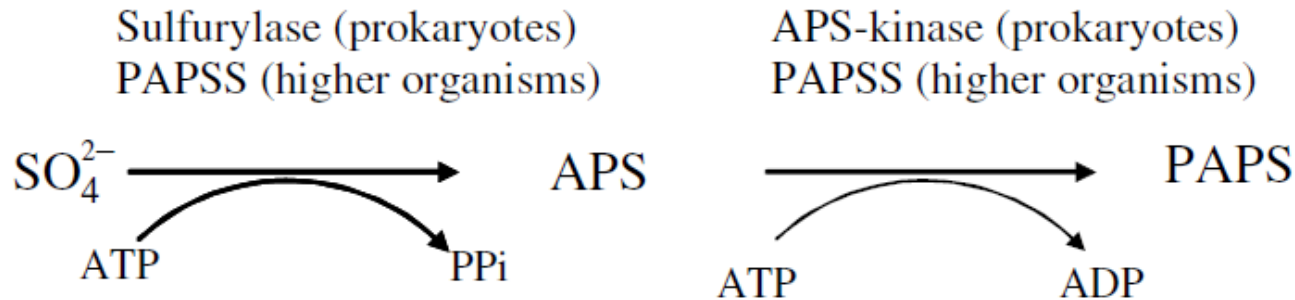 Sulfurylase (prokaryotes)
PAPSS (higher organisms)
APS-kinase (prokaryotes)
PAPSS (higher organisms)
SO₄²⁻ APS PAPS
ATP PPi ATP ADP